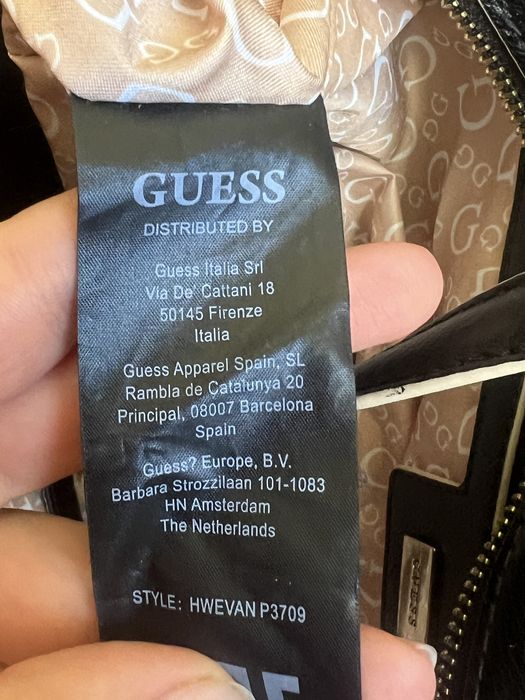 GUESS
DISTRIBUTED BY
Guess Italia Srl
Via De' Cattani 18
50145 Firenze
Italia
Guess Apparel Spain, SL
Rambla de Catalunya 20
Principal, 08007 Barcelona
Spain
Guess? Europe, B.V.
Barbara Strozzilaan 101-1083
HN Amsterdam
The Netherlands
STYLE: HWEVAN P3709
GUESS